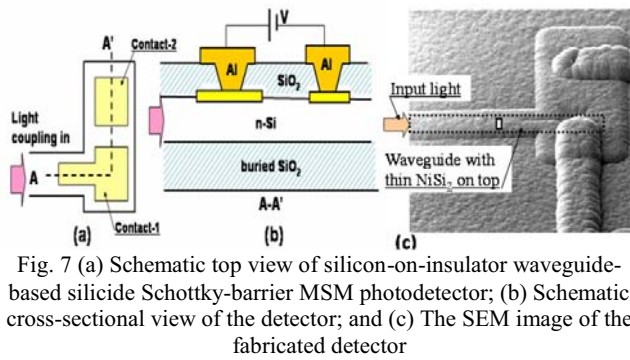 A'
Contact-2
Light
coupling in
A
Contact-1
(a)
V
Al
Al
SiO2
n-Si
buried SiO2
A-A'
(b)
Input light
Waveguide with
thin NiSi2 on top
(c)
Fig. 7 (a) Schematic top view of silicon-on-insulator waveguide-
based silicide Schottky-barrier MSM photodetector; (b) Schematic
cross-sectional view of the detector; and (c) The SEM image of the
fabricated detector